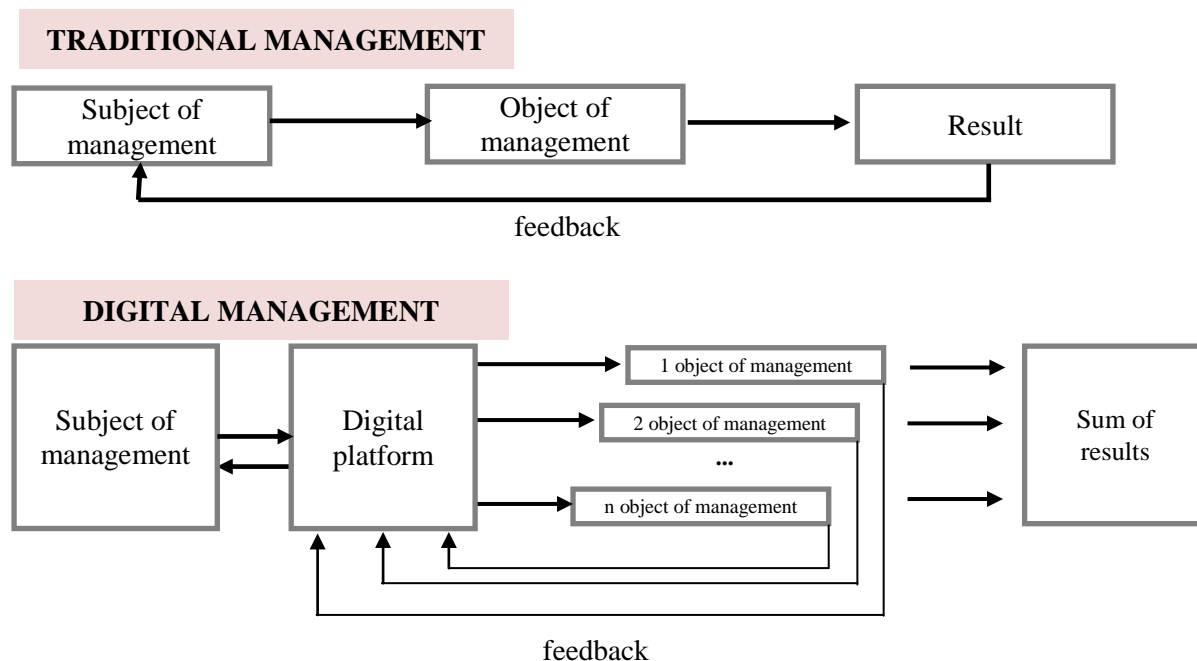 TRADITIONAL MANAGEMENT
Subject of
management
Object of
management
Result
feedback
DIGITAL MANAGEMENT
Subject of
management
Digital
platform
1 object of management
2 object of management
...
n object of management
Sum of
results
feedback